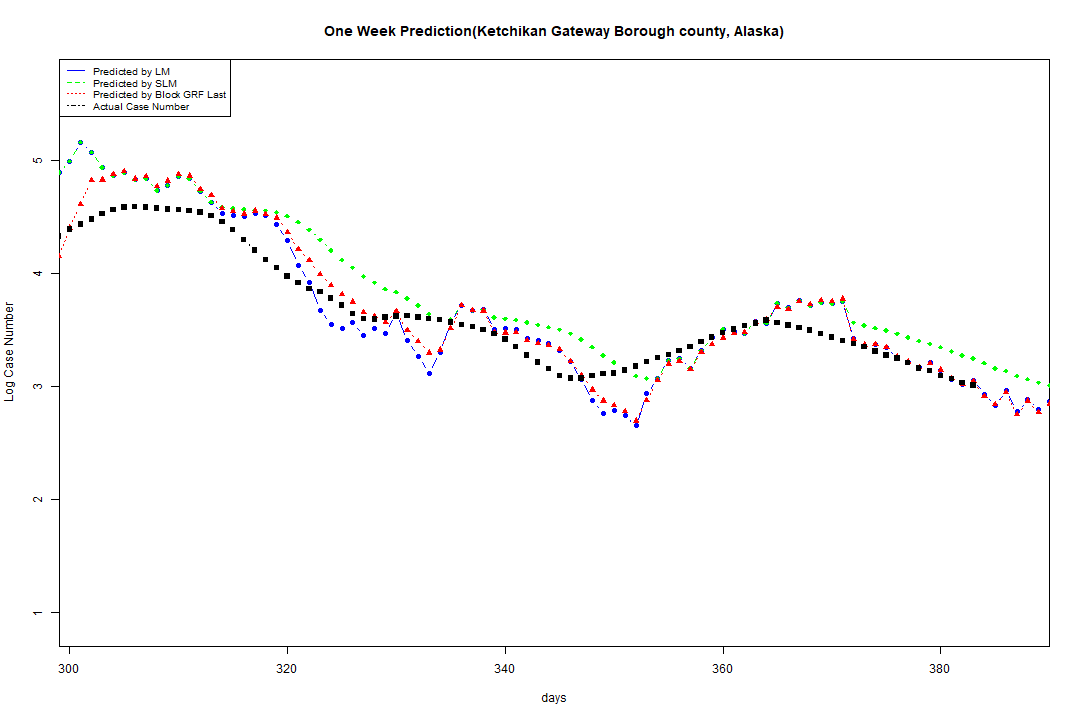 One Week Prediction(Ketchikan Gateway Borough county, Alaska)
Predicted by LM
Predicted by SLM
Predicted by Block GRF Last
Actual Case Number
5
4
3
2
1
Log Case Number
300 320 340 360 380
days